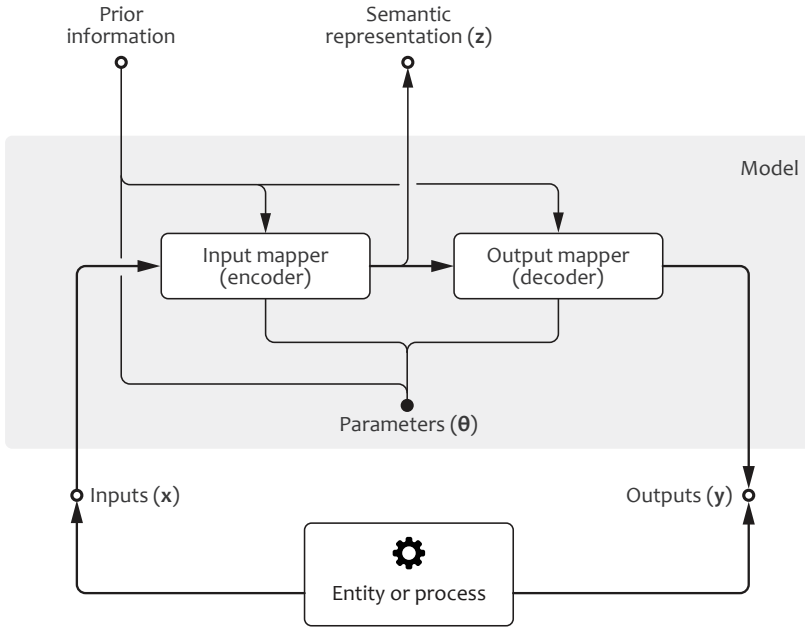 Prior
information
Semantic
representation (z)
Model
Input mapper
(encoder)
Output mapper
(decoder)
Parameters (θ)
Inputs (x)
Outputs (y)
Entity or process